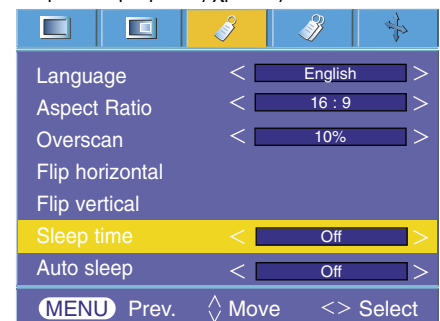 Language < English >
Aspect Ratio < 16 : 9 >
Overscan < 10% >
Flip horizontal
Flip vertical
Sleep time < Off >
Auto sleep < Off >
MENU Prev. Move <> Select